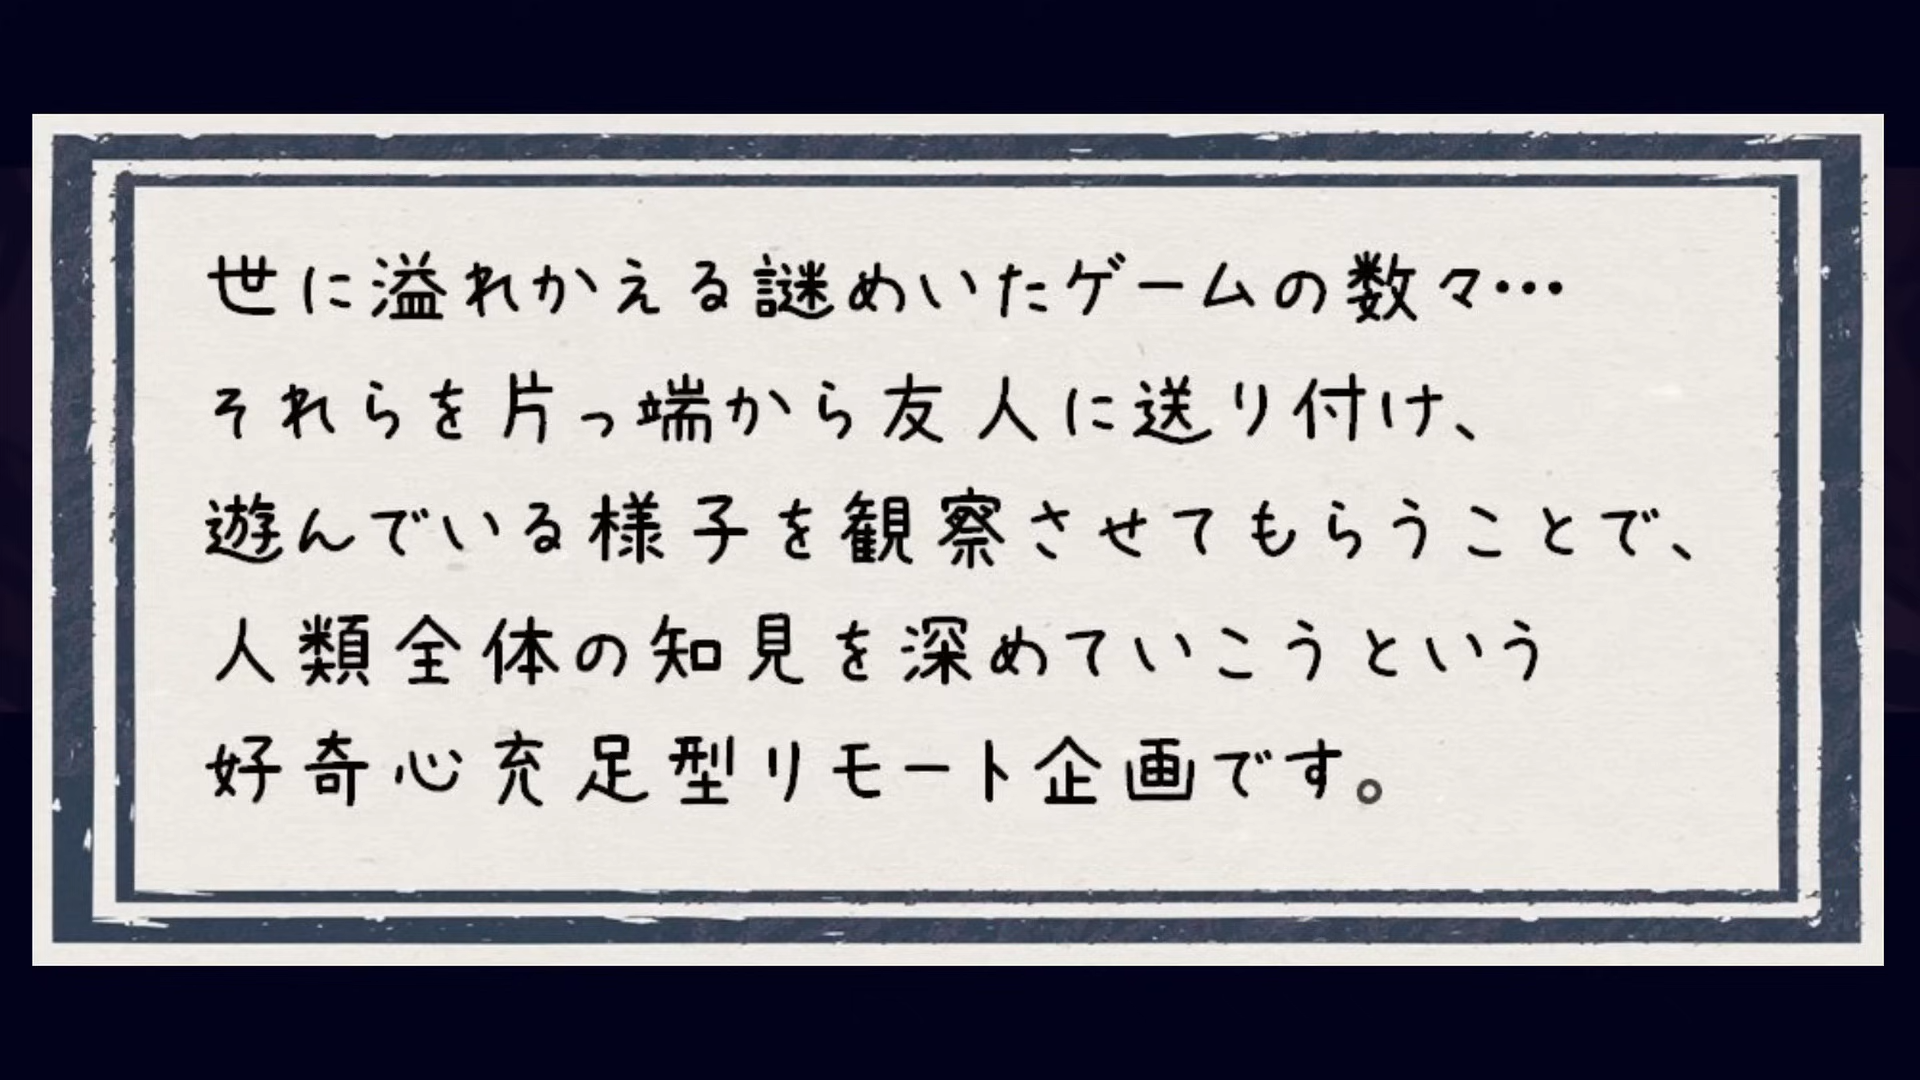 世に溢れかえる謎めいたゲームの数々…
それらを片っ端から友人に送り付け、
遊んでいる様子を観察させてもらうことで、
人類全体の知見を深めていこうという
好奇心充足型リモート企画です。